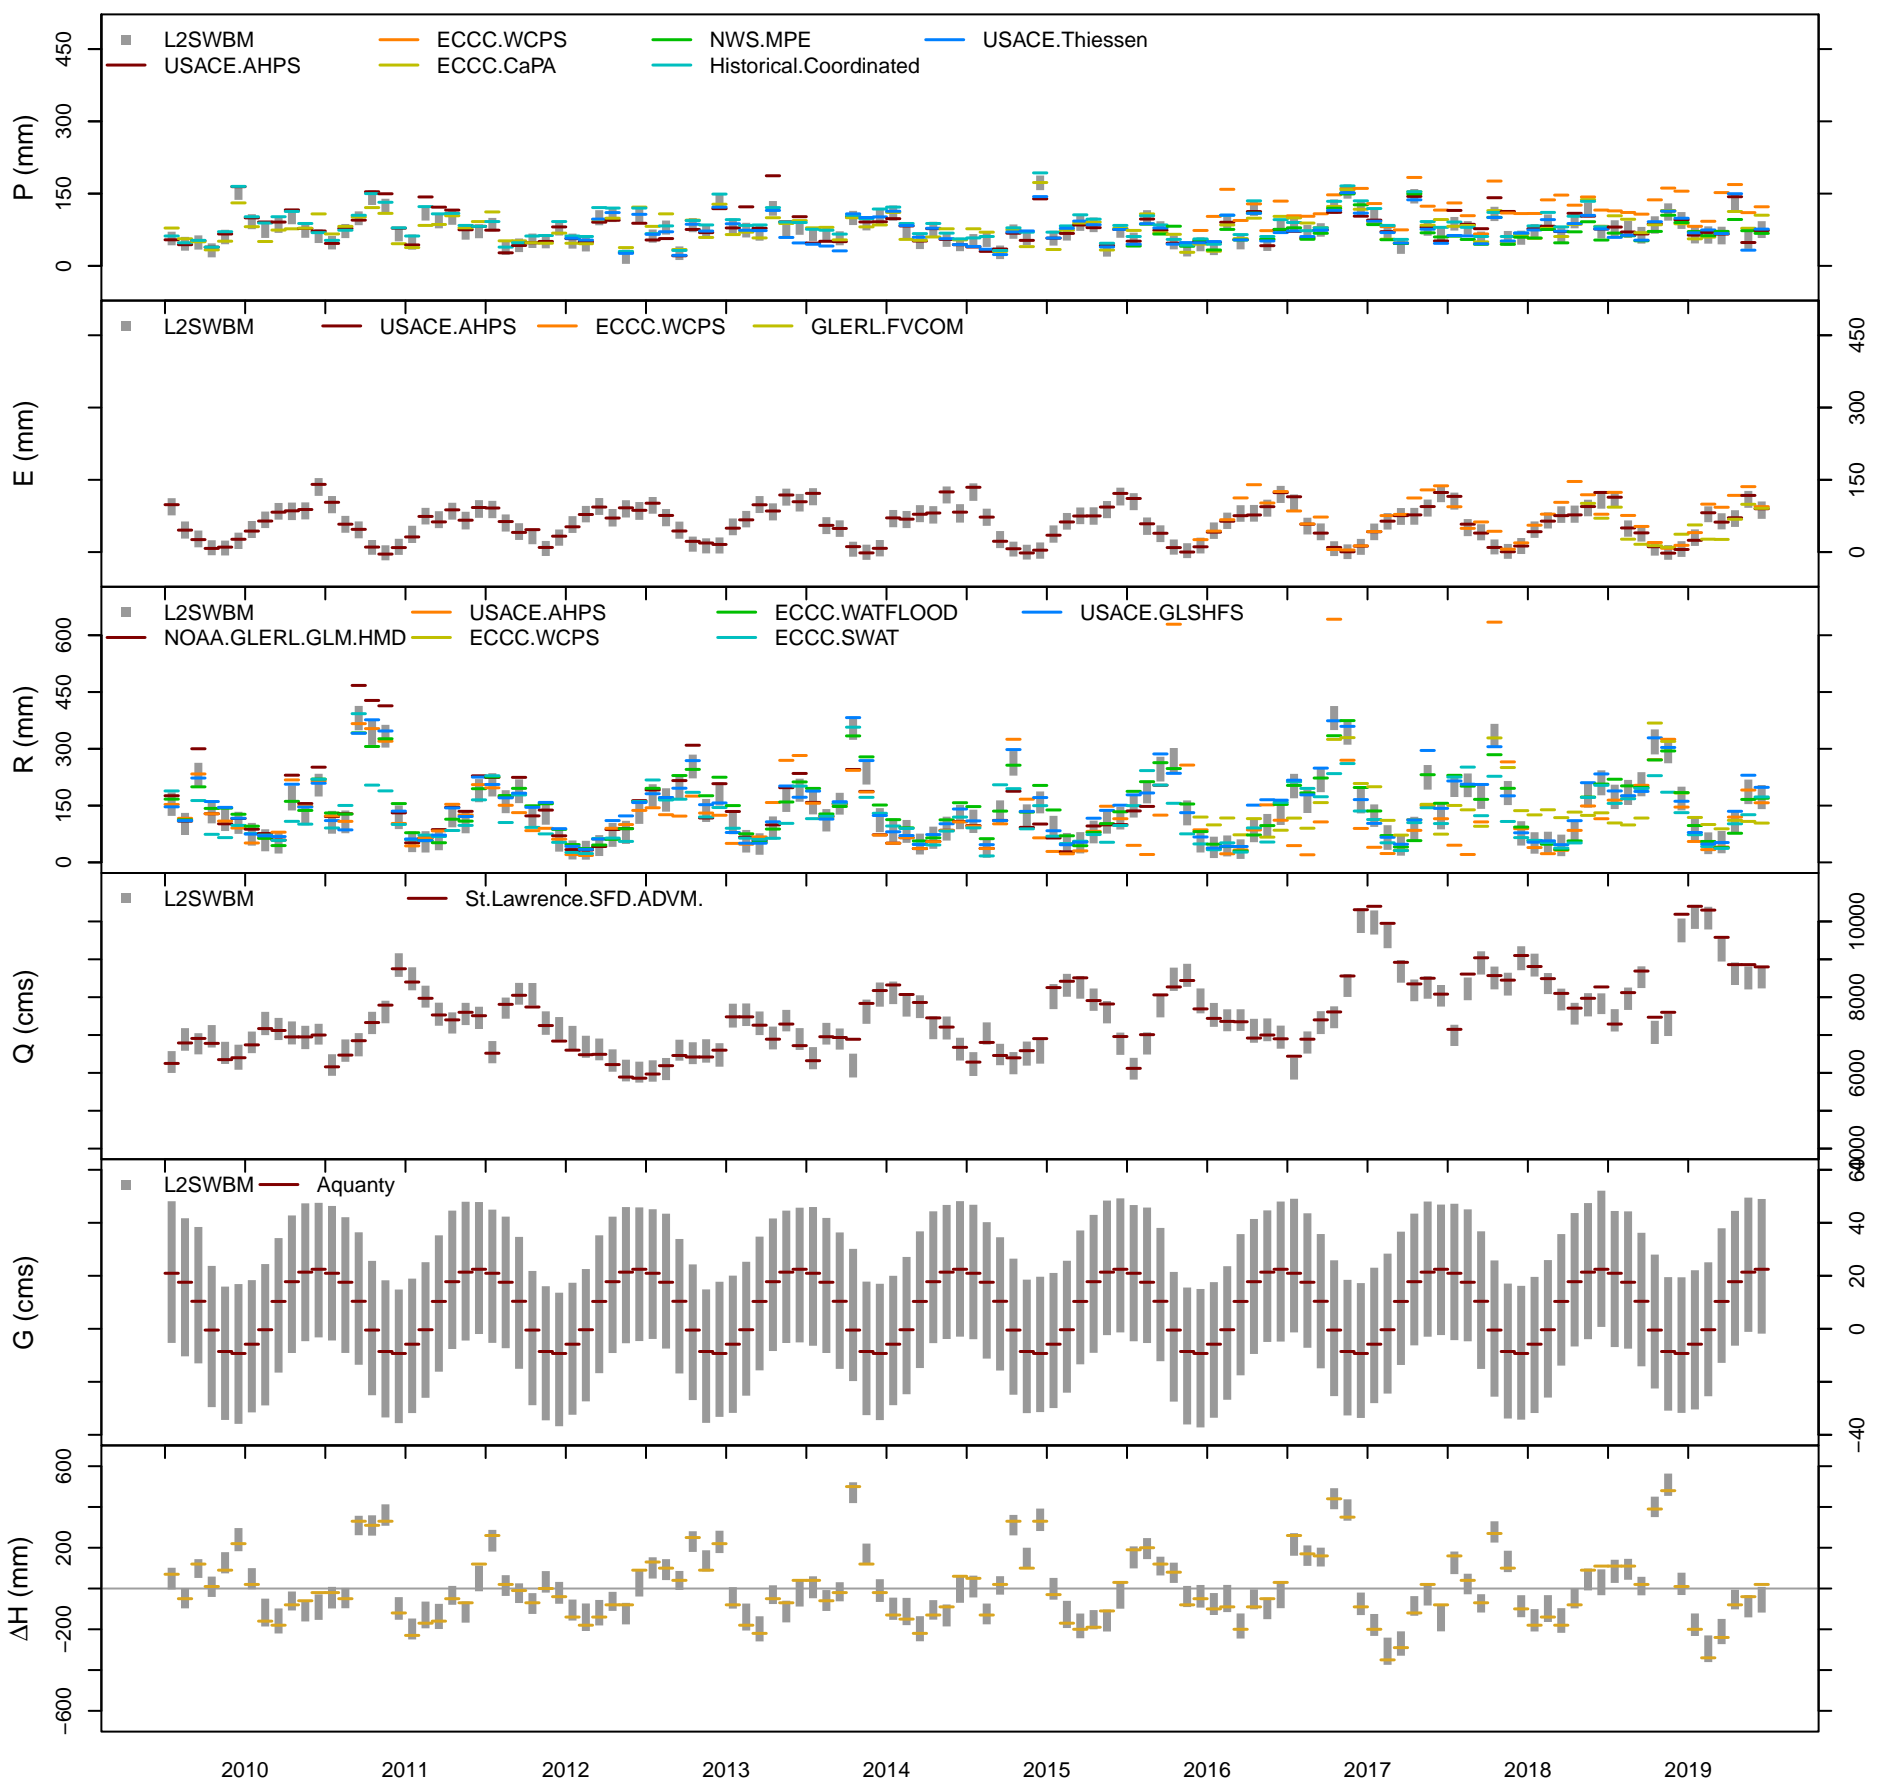 L2SWBM ECCC.WCPS NWS.MPE USACE.Thiessen
USACE.AHPS ECCC.CaPA Historical.Coordinated
P (mm)
450
300
150
0
L2SWBM USACE.AHPS ECCC.WCPS GLERL.FVCOM
E (mm)
450
300
150
0
L2SWBM USACE.AHPS ECCC.WATFLOOD USACE.GLSHFS
NOAA.GLERL.GLM.HMD ECCC.WCPS ECCC.SWAT
R (mm)
600
450
300
150
0
L2SWBM St.Lawrence.SFD.ADVM.
Q (cms)
10000
8000
6000
4000
L2SWBM Aquanty
G (cms)
60
40
20
0
−40
ΔH (mm)
600
200
−200
−600
2010 2011 2012 2013 2014 2015 2016 2017 2018 2019